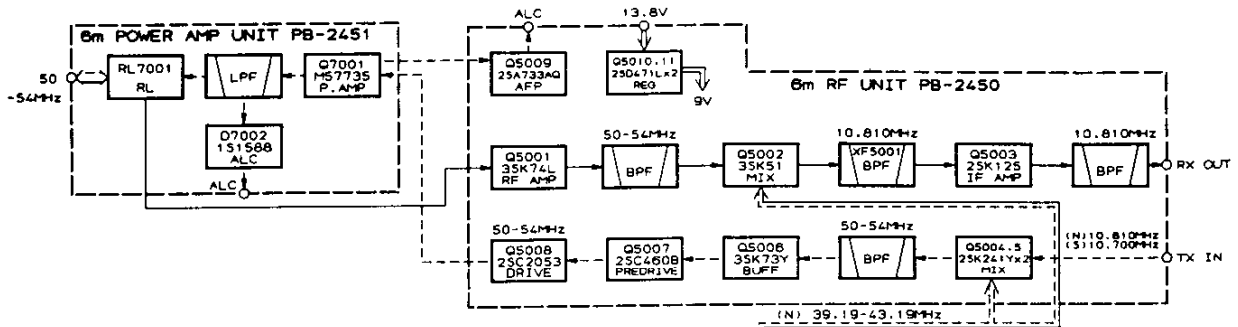 6m POWER AMP UNIT PB-2451
50
-54MHz
RL7001
RL
LPF
Q7001
M57735
P.AMP
D7002
1S1588
ALC
ALC
ALC
13.8V
Q5009
2SA733AQ
AFP
Q5010.11
2SD471Lx2
REG
9V
6m RF UNIT PB-2450
Q5001
3SK74L
RF AMP
50-54MHz
BPF
Q5002
3SK51
MIX
10.810MHz
XF5001
BPF
Q5003
2SK125
IF AMP
10.810MHz
BPF
RX OUT
50-54MHz
Q5008
2SC2053
DRIVE
Q5007
2SC460B
PREDRIVE
Q5006
3SK73Y
BUFF
50-54MHz
BPF
Q5004.5
2SK241Yx2
MIX
(N)10.810MHz
(S)10.700MHz
TX IN
(N) 39.19-43.19MHz